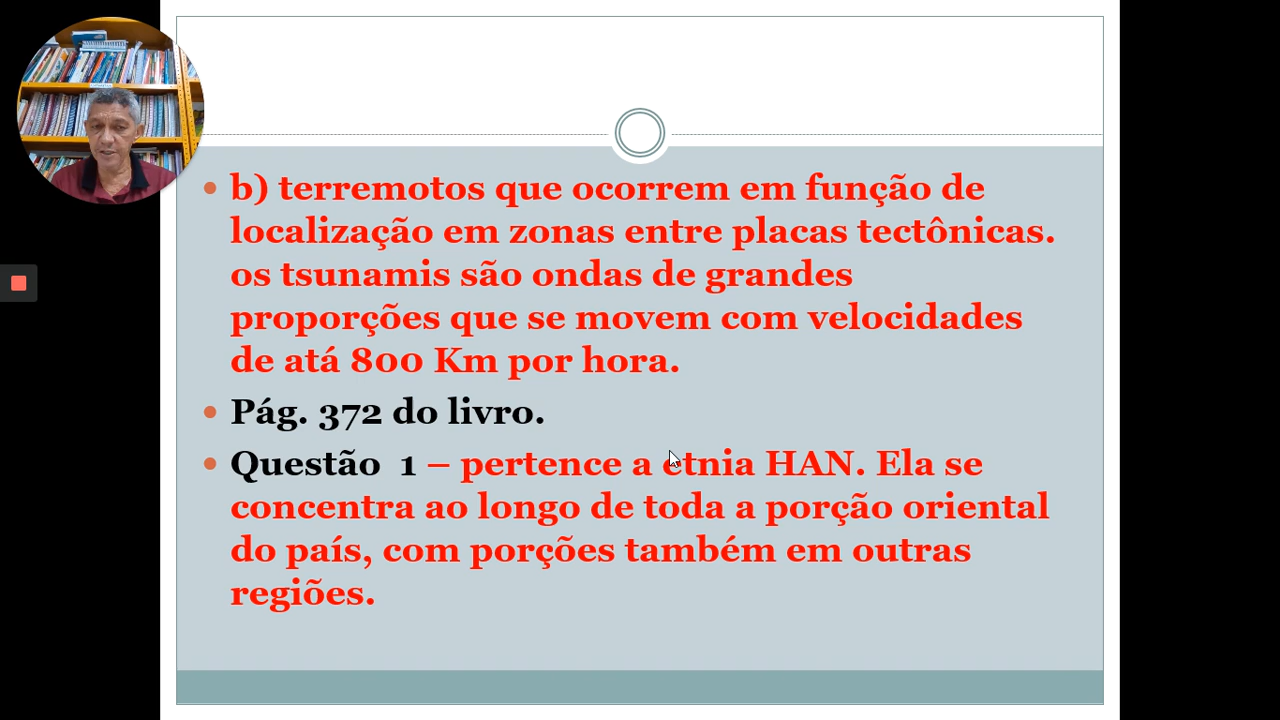 b) terremotos que ocorrem em função de
localização em zonas entre placas tectônicas.
os tsunamis são ondas de grandes
proporções que se movem com velocidades
de atá 800 Km por hora.
Pág. 372 do livro.
Questão 1 – pertence a etnia HAN. Ela se
concentra ao longo de toda a porção oriental
do país, com porções também em outras
regiões.